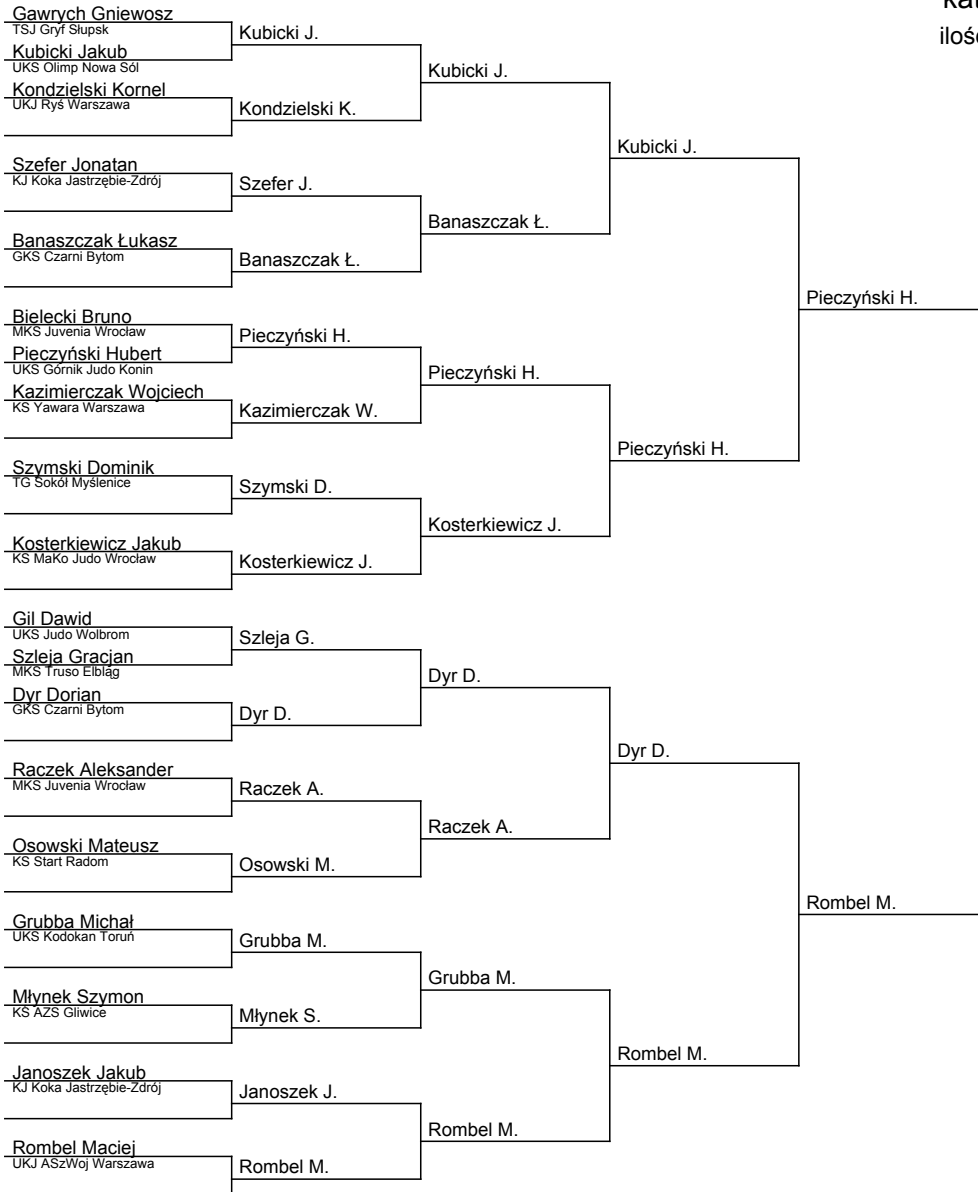 Gawrych Gniewosz
TSJ Gryf Słupsk
Kubicki Jakub
UKS Olimp Nowa Sól
Kondzielski Kornel
UKJ Ryś Warszawa
Szefer Jonatan
KJ Koka Jastrzębie-Zdrój
Banaszczak Łukasz
GKS Czarni Bytom
Bielecki Bruno
MKS Juvenia Wrocław
Pieczyński Hubert
UKS Górnik Judo Konin
Kazimierczak Wojciech
KS Yawara Warszawa
Szymski Dominik
TG Sokół Myślenice
Kosterkiewicz Jakub
KS MaKo Judo Wrocław
Gil Dawid
UKS Judo Wolbrom
Szleja Gracjan
MKS Truso Elbląg
Dyr Dorian
GKS Czarni Bytom
Raczek Aleksander
MKS Juvenia Wrocław
Osowski Mateusz
KS Start Radom
Grubba Michał
UKS Kodokan Toruń
Młynek Szymon
KS AZS Gliwice
Janoszek Jakub
KJ Koka Jastrzębie-Zdrój
Rombel Maciej
UKJ ASzWoj Warszawa
Kubicki J.
Kondzielski K.
Szefer J.
Banaszczak Ł.
Pieczyński H.
Kazimierczak W.
Szymski D.
Kosterkiewicz J.
Szleja G.
Dyr D.
Raczek A.
Osowski M.
Grubba M.
Młynek S.
Janoszek J.
Rombel M.
Kubicki J.
Banaszczak Ł.
Pieczyński H.
Kosterkiewicz J.
Dyr D.
Raczek A.
Grubba M.
Rombel M.
Kubicki J.
Pieczyński H.
Dyr D.
Rombel M.
Pieczyński H.
Rombel M.